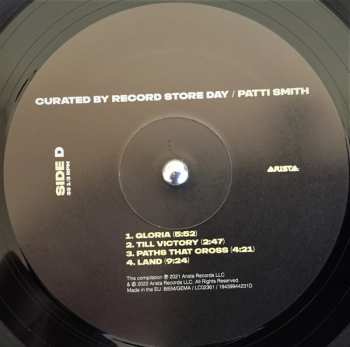 CURATED BY RECORD STORE DAY / PATTI SMITH
SIDE D
33 1/3 RPM
ARISTA
1. GLORIA (5:52)
2. TILL VICTORY (2:47)
3. PATHS THAT CROSS (4:21)
4. LAND (9:24)
This compilation ℗ 2021 Arista Records LLC
& © 2022 Arista Records LLC. All Rights Reserved.
Made in the EU. BIEM/GEMA / LC02361 / 19439944231D